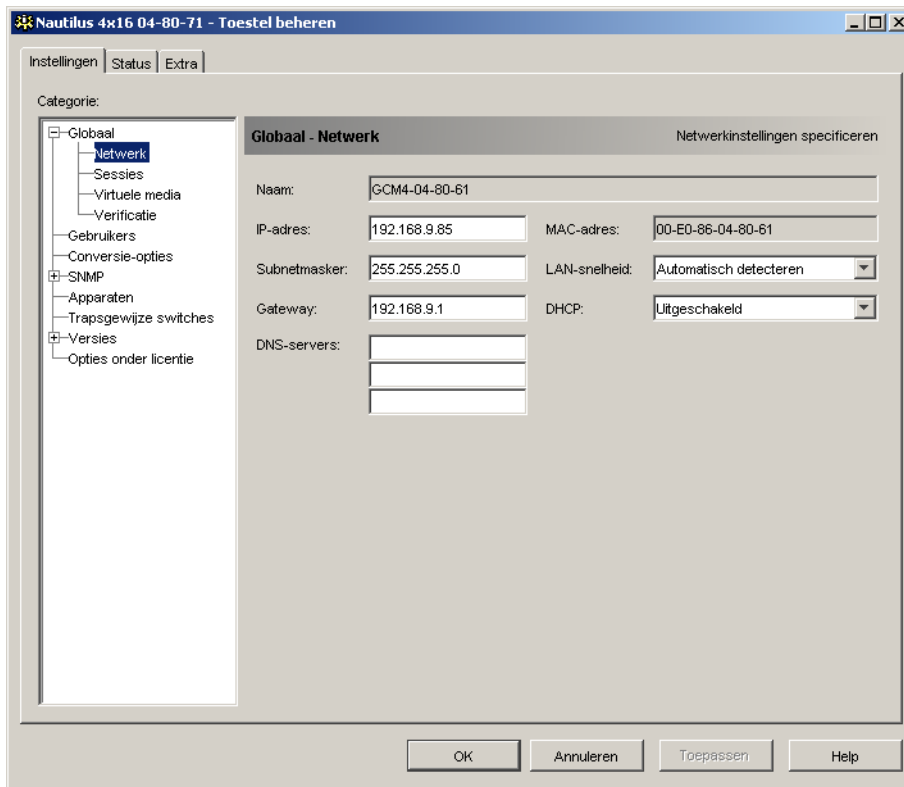 Nautilus 4x16 04-80-71 - Toestel beheren
Instellingen Status Extra
Categorie:
Globaal
Netwerk
Sessies
Virtuele media
Verificatie
Gebruikers
Conversie-opties
SNMP
Apparaten
Trapsgewijze switches
Versies
Opties onder licentie
Globaal - Netwerk Netwerkinstellingen specificeren
Naam: GCM4-04-80-61
IP-adres: 192.168.9.85 MAC-adres: 00-E0-86-04-80-61
Subnetmasker: 255.255.255.0 LAN-snelheid: Automatisch detecteren
Gateway: 192.168.9.1 DHCP: Uitgeschakeld
DNS-servers:
OK Annuleren Toepassen Help